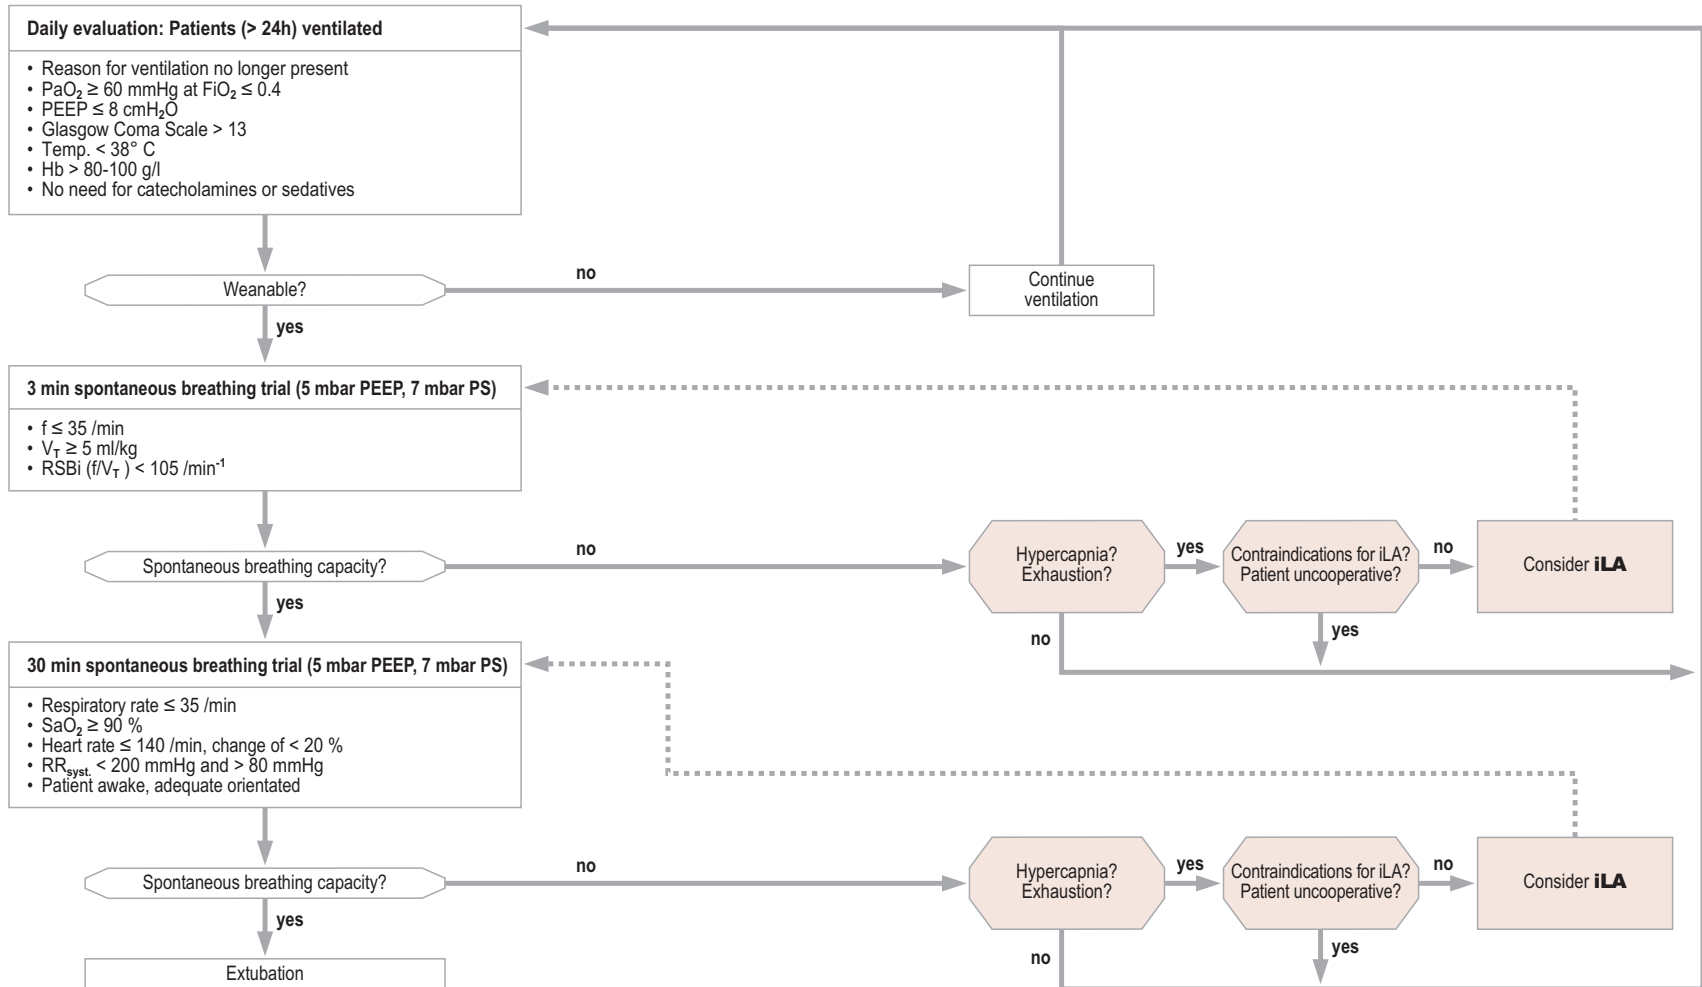 Daily evaluation: Patients (> 24h) ventilated
• Reason for ventilation no longer present
• PaO₂ ≥ 60 mmHg at FiO₂ ≤ 0.4
• PEEP ≤ 8 cmH₂O
• Glasgow Coma Scale > 13
• Temp. < 38° C
• Hb > 80-100 g/l
• No need for catecholamines or sedatives
Weanable?
no
Continue
ventilation
yes
3 min spontaneous breathing trial (5 mbar PEEP, 7 mbar PS)
• f ≤ 35 /min
• V_T ≥ 5 ml/kg
• RSBi (f/V_T ) < 105 /min⁻¹
Spontaneous breathing capacity?
no
Hypercapnia?
Exhaustion?
yes
Contraindications for iLA?
Patient uncooperative?
no
Consider iLA
yes
no
yes
30 min spontaneous breathing trial (5 mbar PEEP, 7 mbar PS)
• Respiratory rate ≤ 35 /min
• SaO₂ ≥ 90 %
• Heart rate ≤ 140 /min, change of < 20 %
• RR_syst. < 200 mmHg and > 80 mmHg
• Patient awake, adequate orientated
Spontaneous breathing capacity?
no
Hypercapnia?
Exhaustion?
yes
Contraindications for iLA?
Patient uncooperative?
no
Consider iLA
yes
no
yes
Extubation